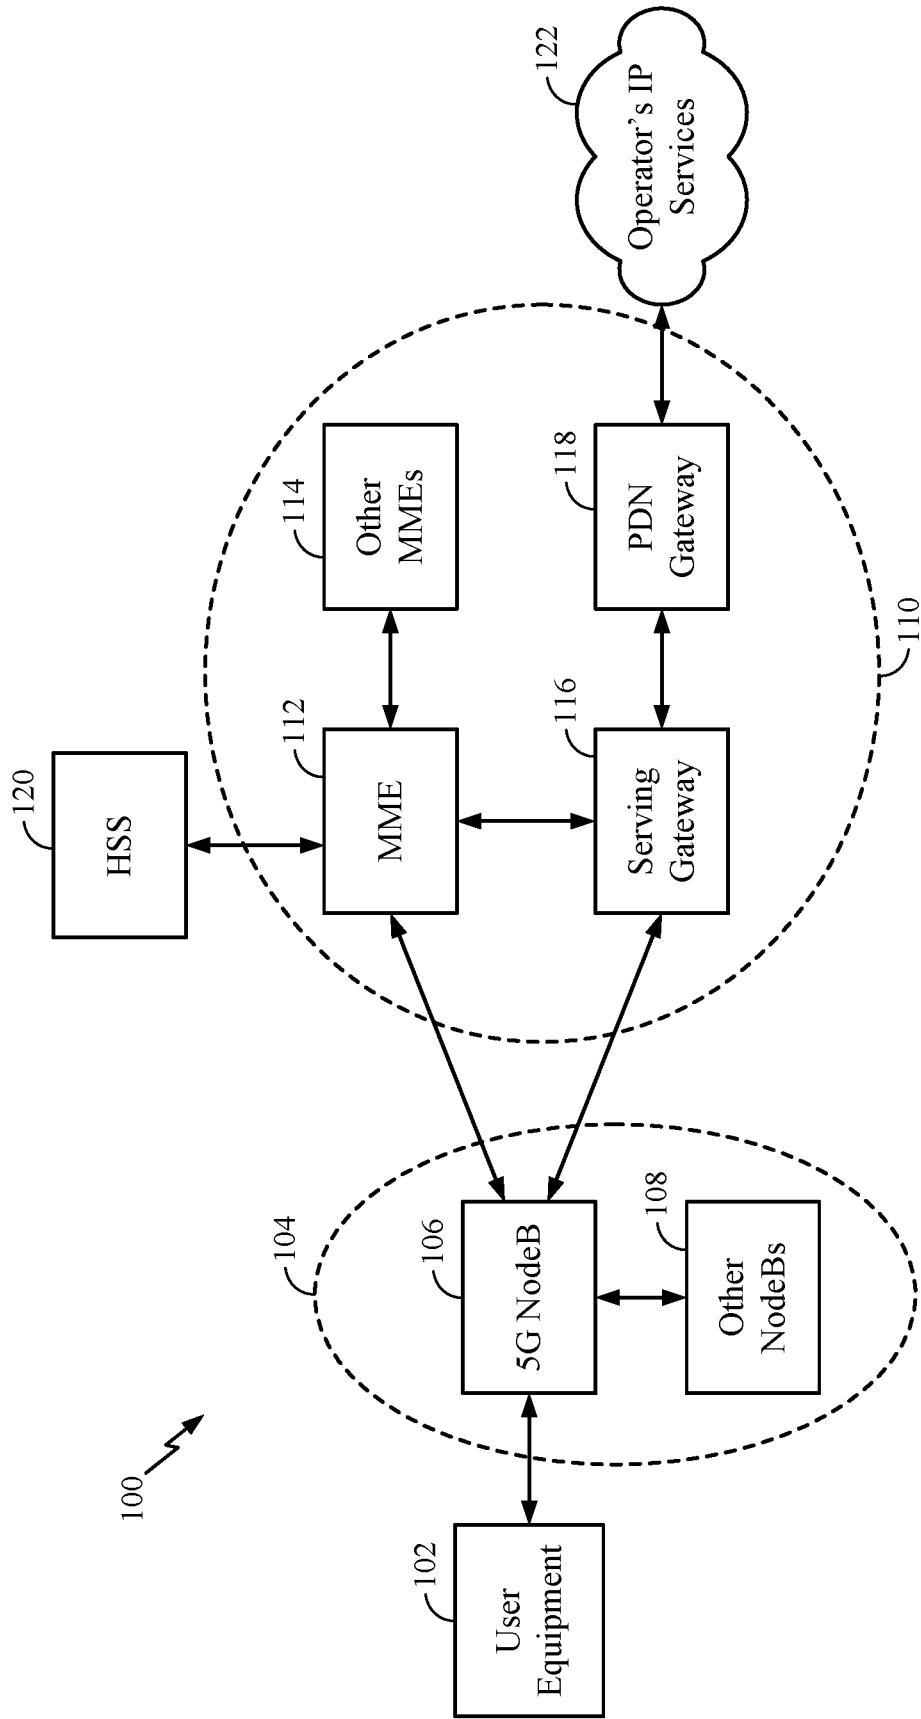 100
102
User
Equipment
104
106
5G NodeB
108
Other
NodeBs
120
HSS
112
MME
114
Other
MMEs
116
Serving
Gateway
118
PDN
Gateway
110
122
Operator's IP
Services